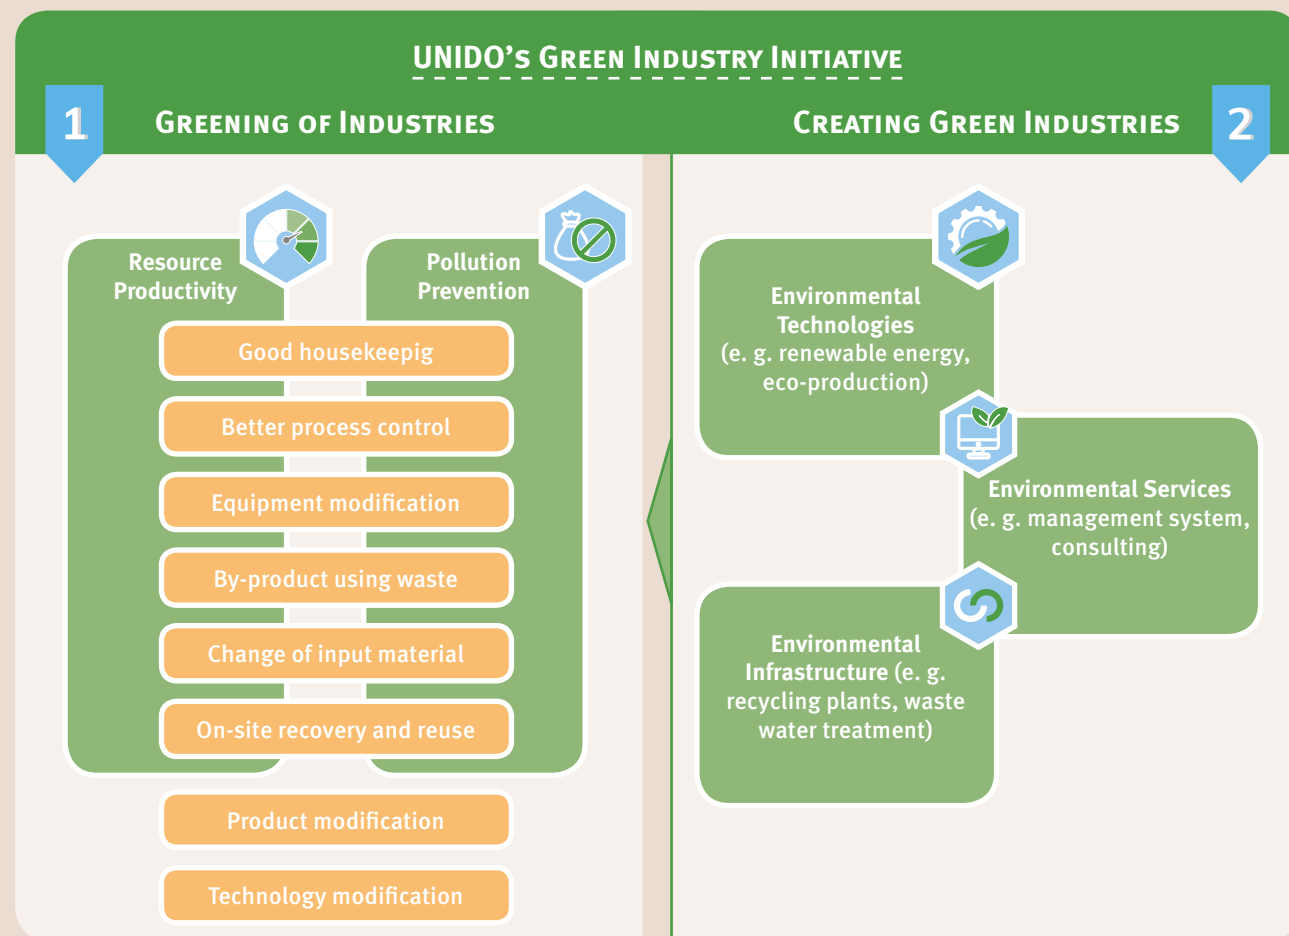 UNIDO's Green Industry Initiative
1
Greening of Industries
Creating Green Industries
2
Resource
Productivity
Pollution
Prevention
Good housekeepig
Better process control
Equipment modification
By-product using waste
Change of input material
On-site recovery and reuse
Product modification
Technology modification
Environmental
Technologies
(e. g. renewable energy,
eco-production)
Environmental Services
(e. g. management system,
consulting)
Environmental
Infrastructure (e. g.
recycling plants, waste
water treatment)